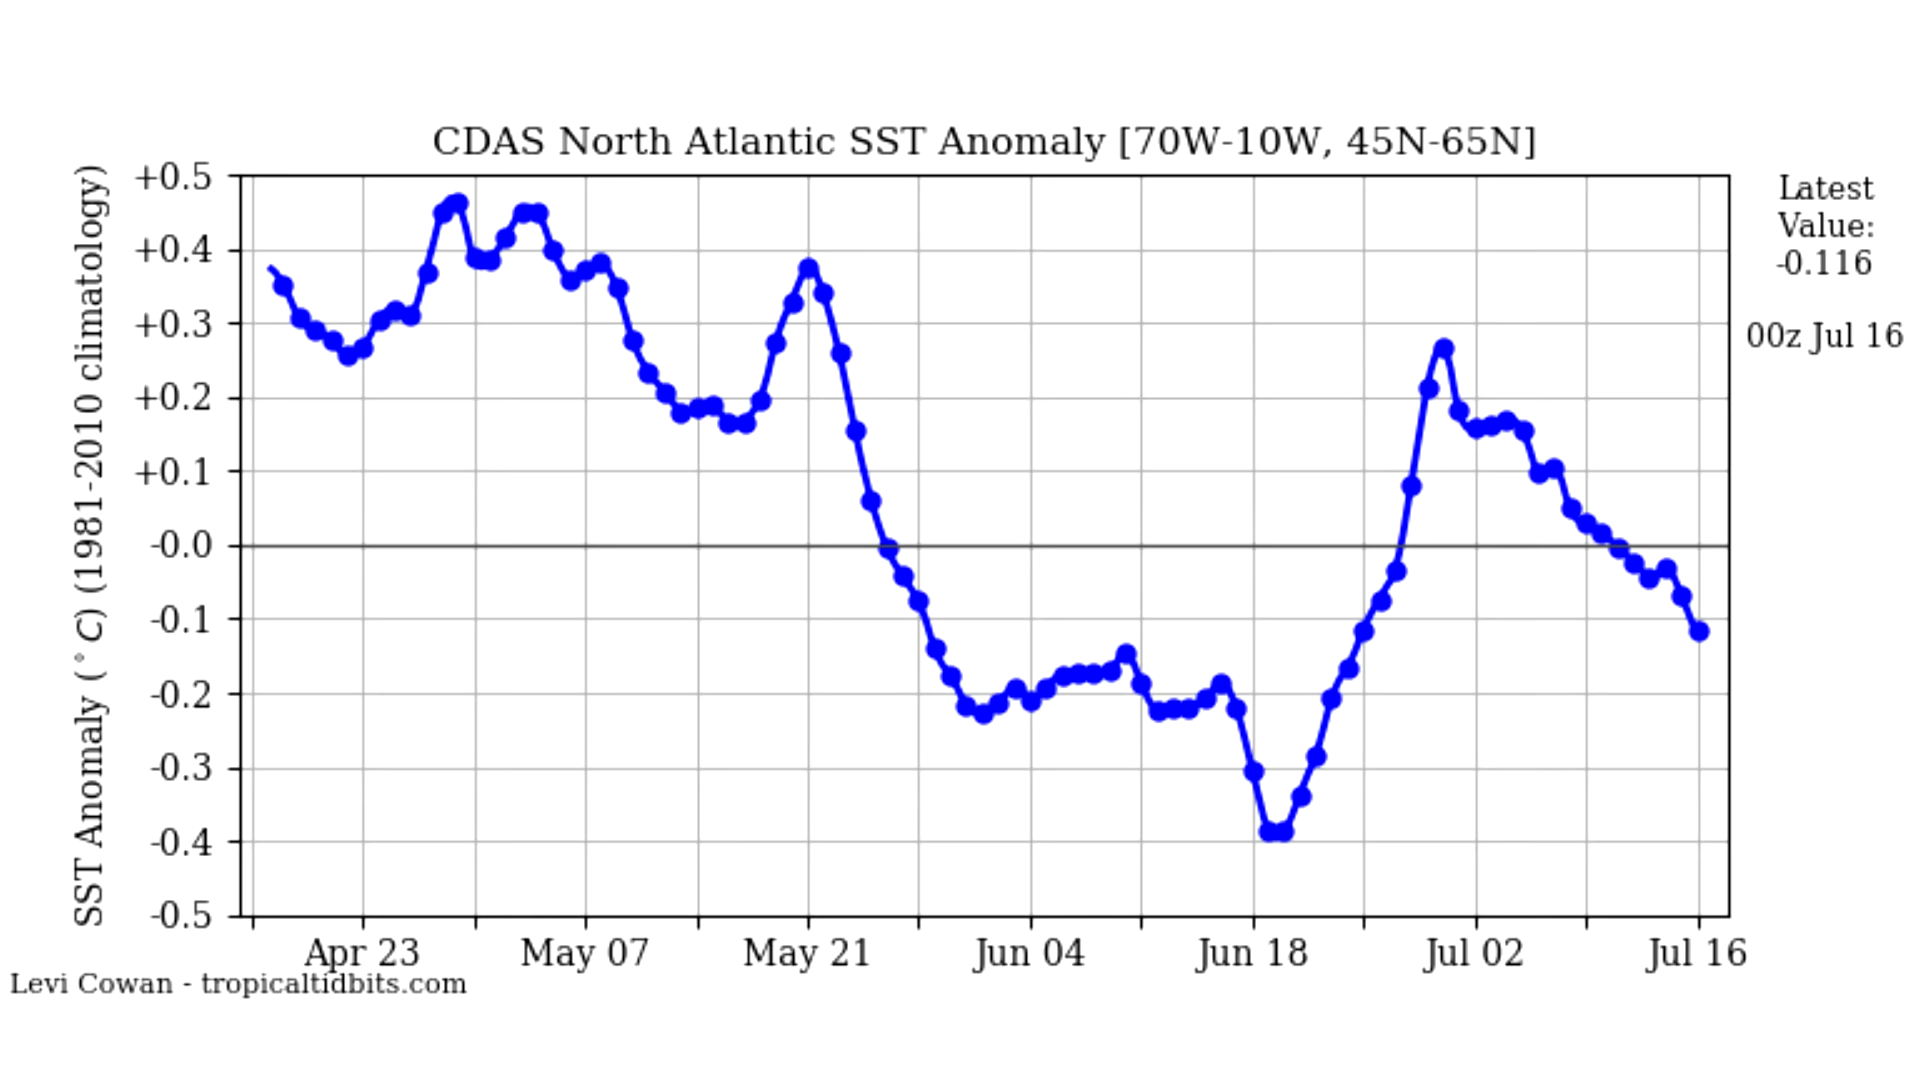 CDAS North Atlantic SST Anomaly [70W-10W, 45N-65N]
SST Anomaly (°C) (1981-2010 climatology)
+0.5
+0.4
+0.3
+0.2
+0.1
-0.0
-0.1
-0.2
-0.3
-0.4
-0.5
Apr 23
May 07
May 21
Jun 04
Jun 18
Jul 02
Jul 16
Latest
Value:
-0.116
00z Jul 16
Levi Cowan - tropicaltidbits.com